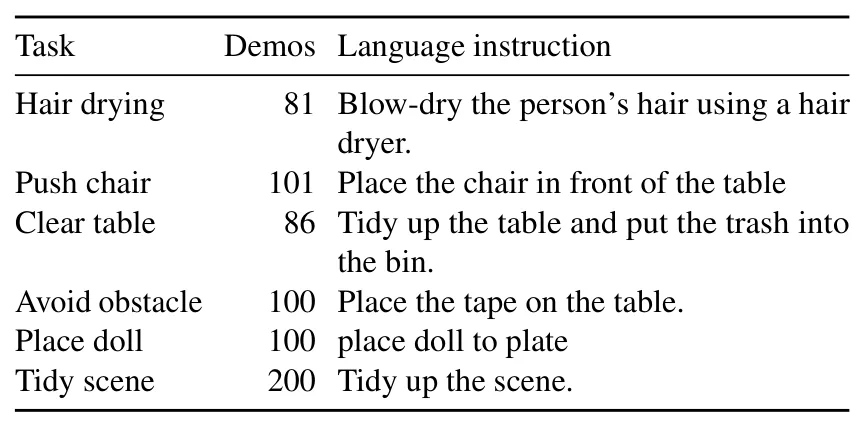 Task Demos Language instruction
Hair drying 81 Blow-dry the person's hair using a hair
dryer.
Push chair 101 Place the chair in front of the table
Clear table 86 Tidy up the table and put the trash into
the bin.
Avoid obstacle 100 Place the tape on the table.
Place doll 100 place doll to plate
Tidy scene 200 Tidy up the scene.